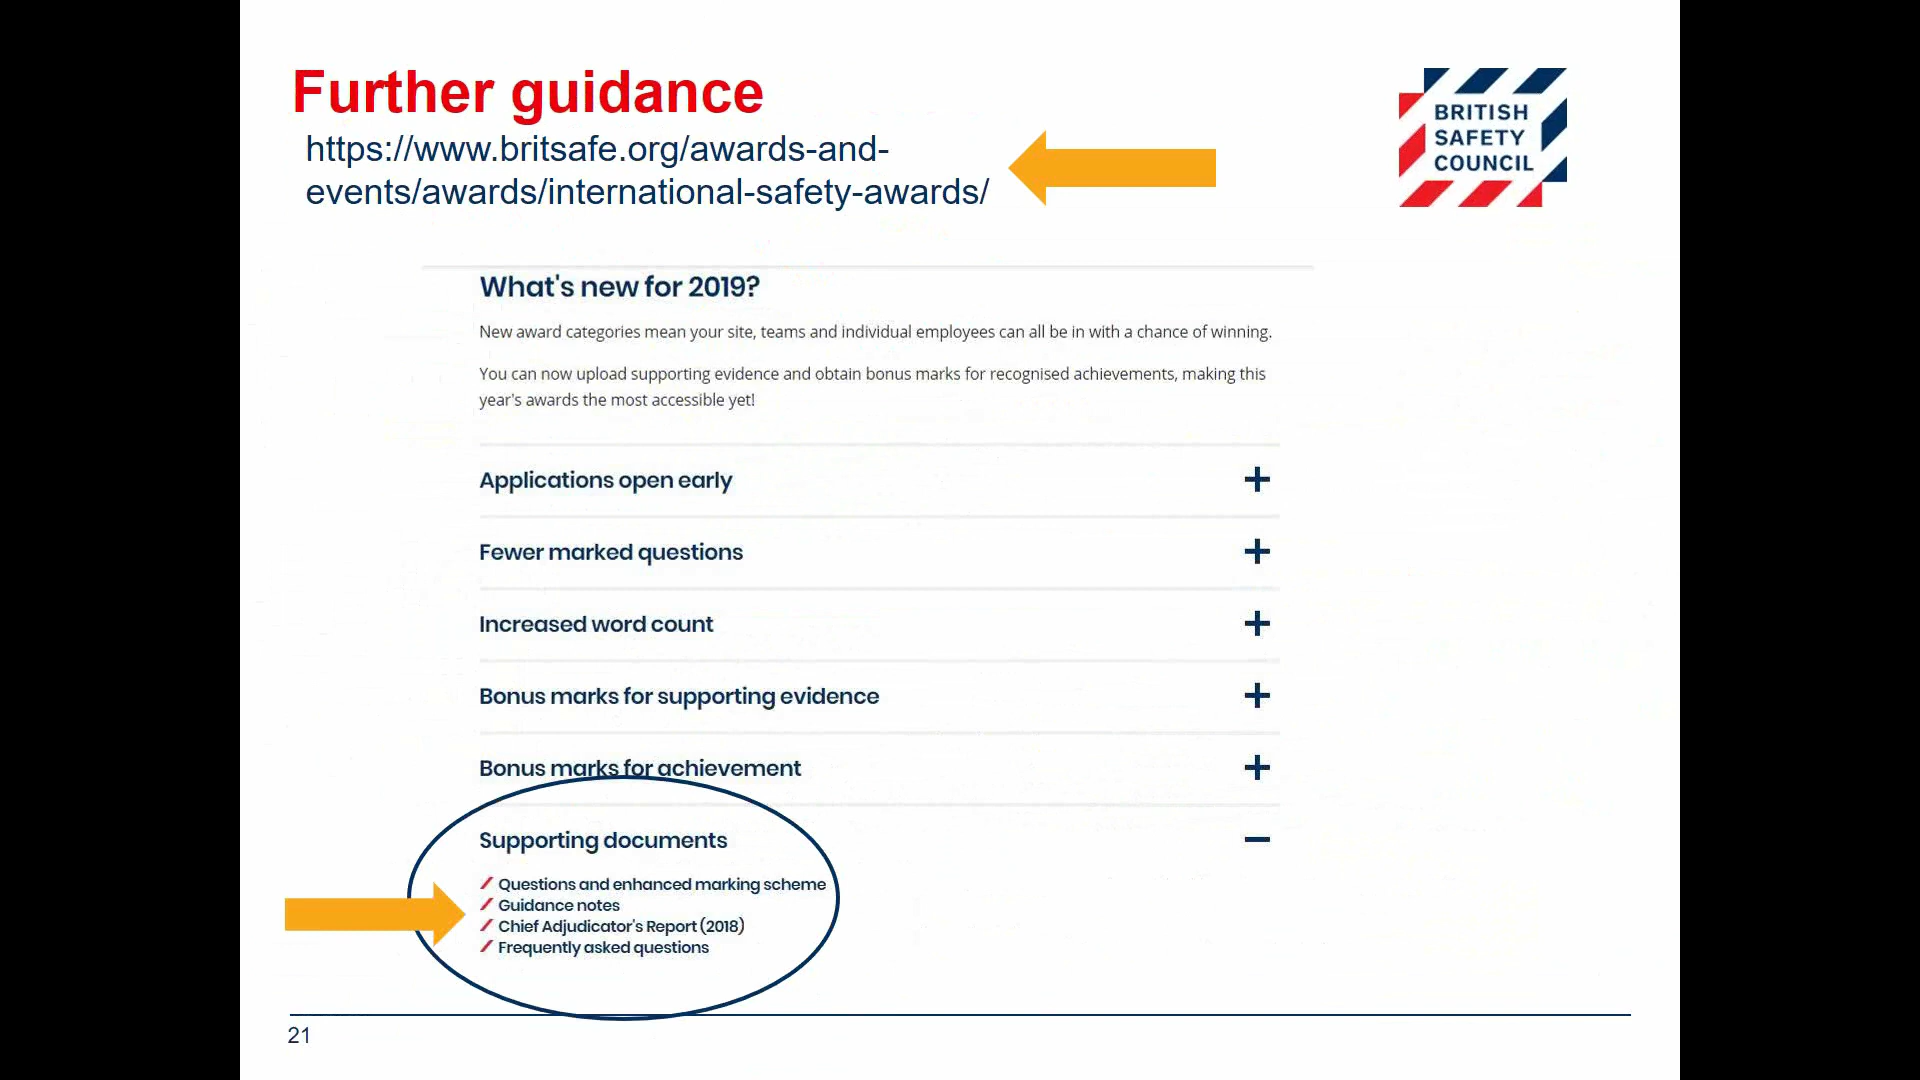 Further guidance
https://www.britsafe.org/awards-and-
events/awards/international-safety-awards/
BRITISH
SAFETY
COUNCIL
What's new for 2019?
New award categories mean your site, teams and individual employees can all be in with a chance of winning.
You can now upload supporting evidence and obtain bonus marks for recognised achievements, making this
year's awards the most accessible yet!
Applications open early
Fewer marked questions
Increased word count
Bonus marks for supporting evidence
Bonus marks for achievement
Supporting documents
Questions and enhanced marking scheme
Guidance notes
Chief Adjudicator's Report (2018)
Frequently asked questions
21